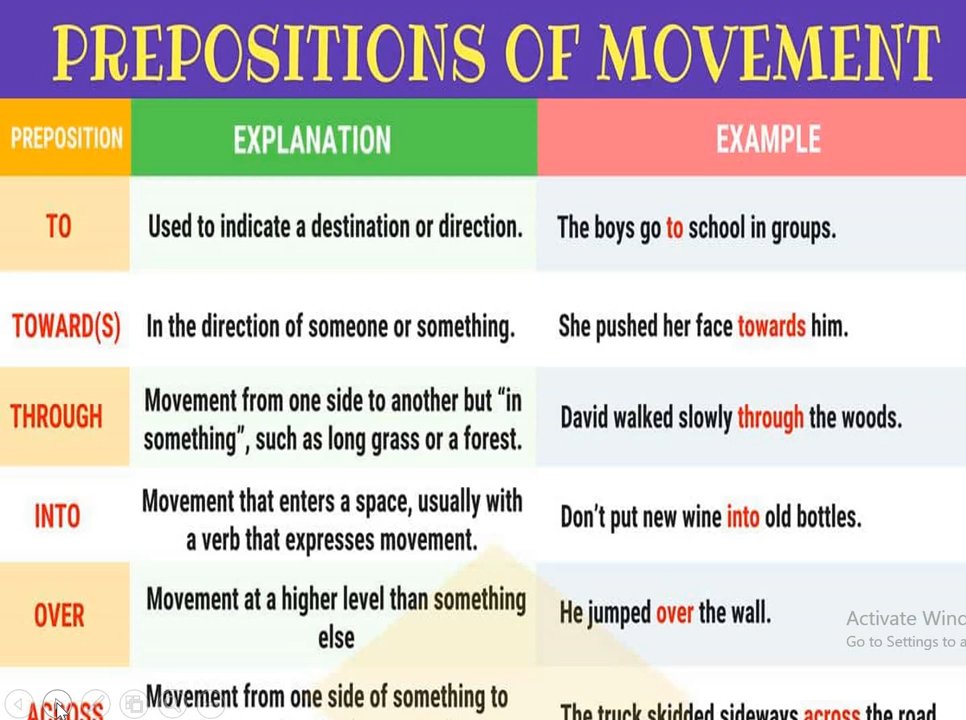 PREPOSITIONS OF MOVEMENT
PREPOSITION
EXPLANATION
EXAMPLE
TO
Used to indicate a destination or direction.
The boys go to school in groups.
TOWARD(S)
In the direction of someone or something.
She pushed her face towards him.
THROUGH
Movement from one side to another but “in
something”, such as long grass or a forest.
David walked slowly through the woods.
INTO
Movement that enters a space, usually with
a verb that expresses movement.
Don’t put new wine into old bottles.
OVER
Movement at a higher level than something
else
He jumped over the wall.
Activate Wind
Go to Settings to a
ACROSS
Movement from one side of something to
The truck skidded sideways across the road